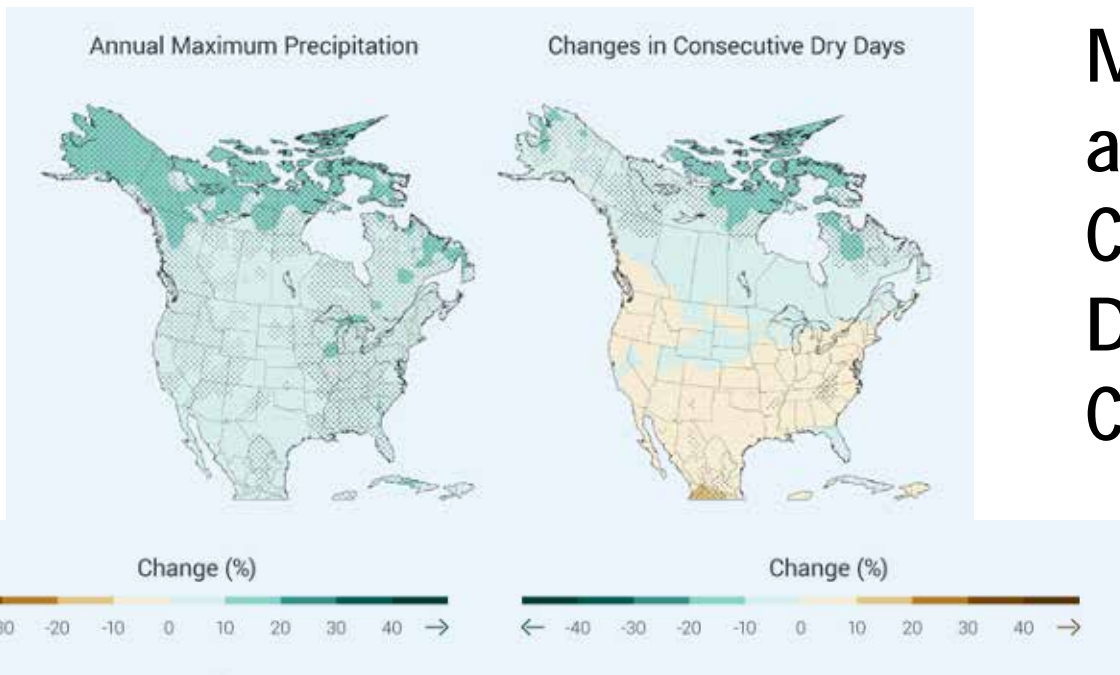 Annual Maximum Precipitation
Changes in Consecutive Dry Days
a
C
D
C
Change (%)
Change (%)
-20 -10 0 10 20 30 40
-40 -30 -20 -10 0 10 20 30 40